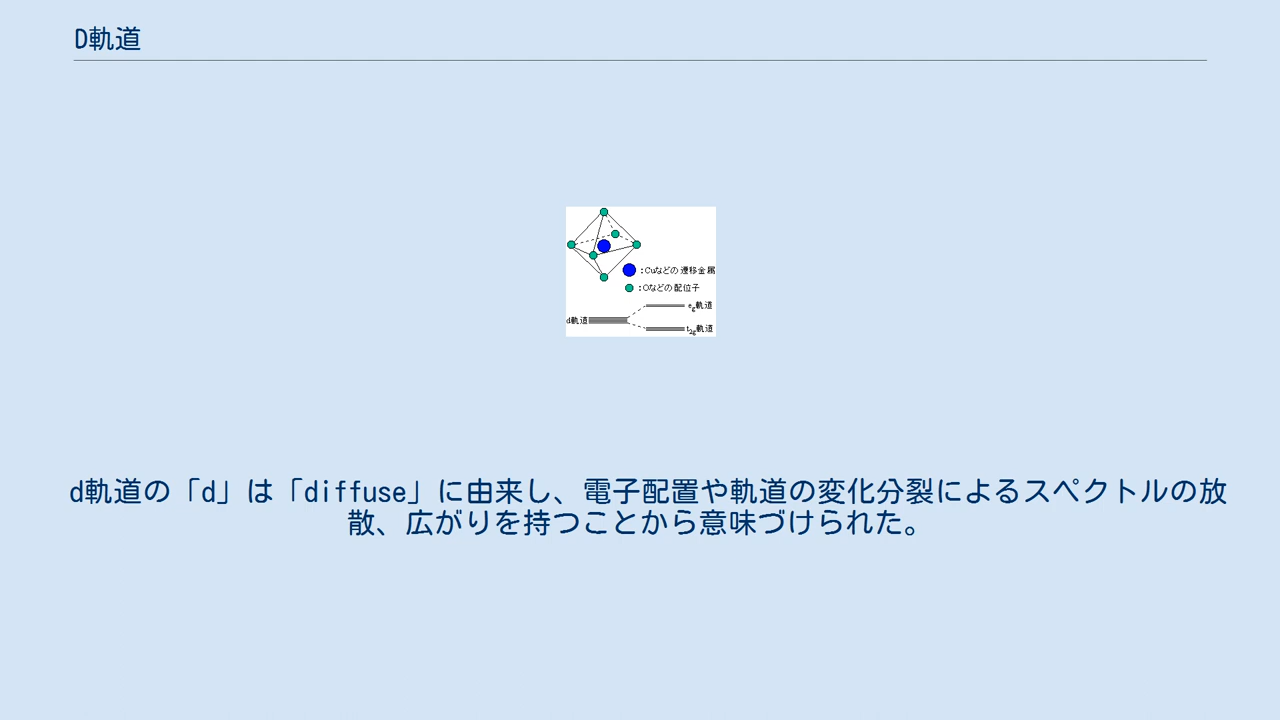 D軌道
:Cuなどの遷移金属
:Oなどの配位子
eg軌道
d軌道
t2g軌道
d軌道の「d」は「diffuse」に由来し、電子配置や軌道の変化分裂によるスペクトルの放
散、広がりを持つことから意味づけられた。